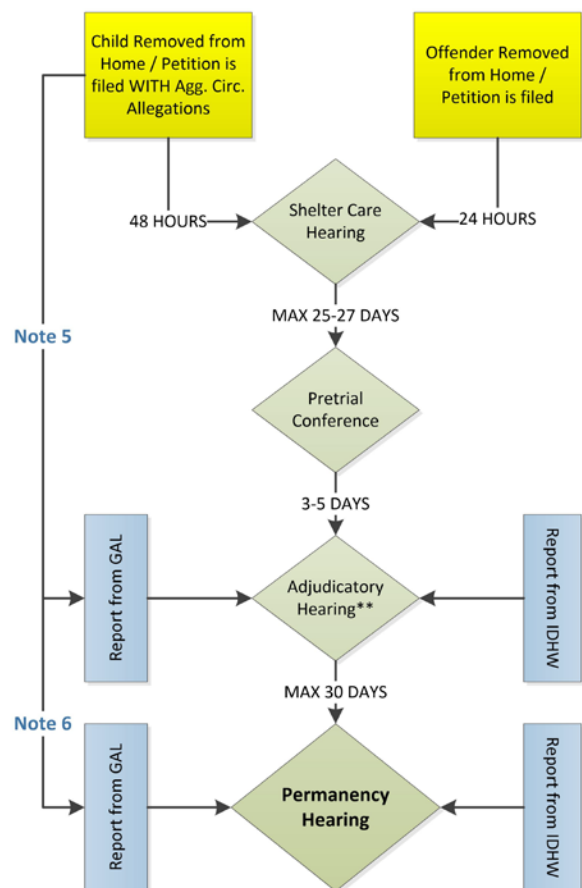 Child Removed from
Home / Petition is
filed WITH Agg. Circ.
Allegations
Offender Removed
from Home /
Petition is filed
48 HOURS
Shelter Care
Hearing
24 HOURS
MAX 25-27 DAYS
Note 5
Pretrial
Conference
3-5 DAYS
Report from GAL
Adjudicatory
Hearing**
Report from IDHW
MAX 30 DAYS
Note 6
Report from GAL
Permanency
Hearing
Report from IDHW